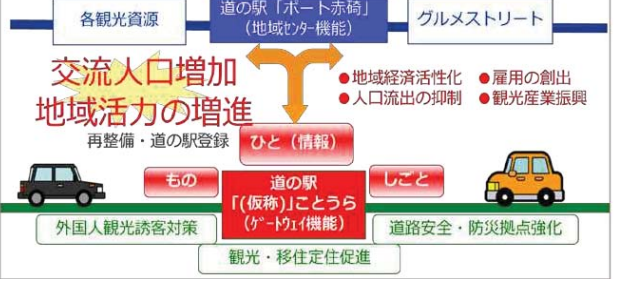 各観光資源
道の駅「ポート赤碕」
(地域センター機能)
グルメストリート
交流人口増加
地域活力の増進
●地域経済活性化 ●雇用の創出
●人口流出の抑制 ●観光産業振興
再整備・道の駅登録
ひと(情報)
もの
しごと
道の駅
「(仮称)」ことうら
(ゲートウェイ機能)
外国人観光誘客対策
道路安全・防災拠点強化
観光・移住定住促進